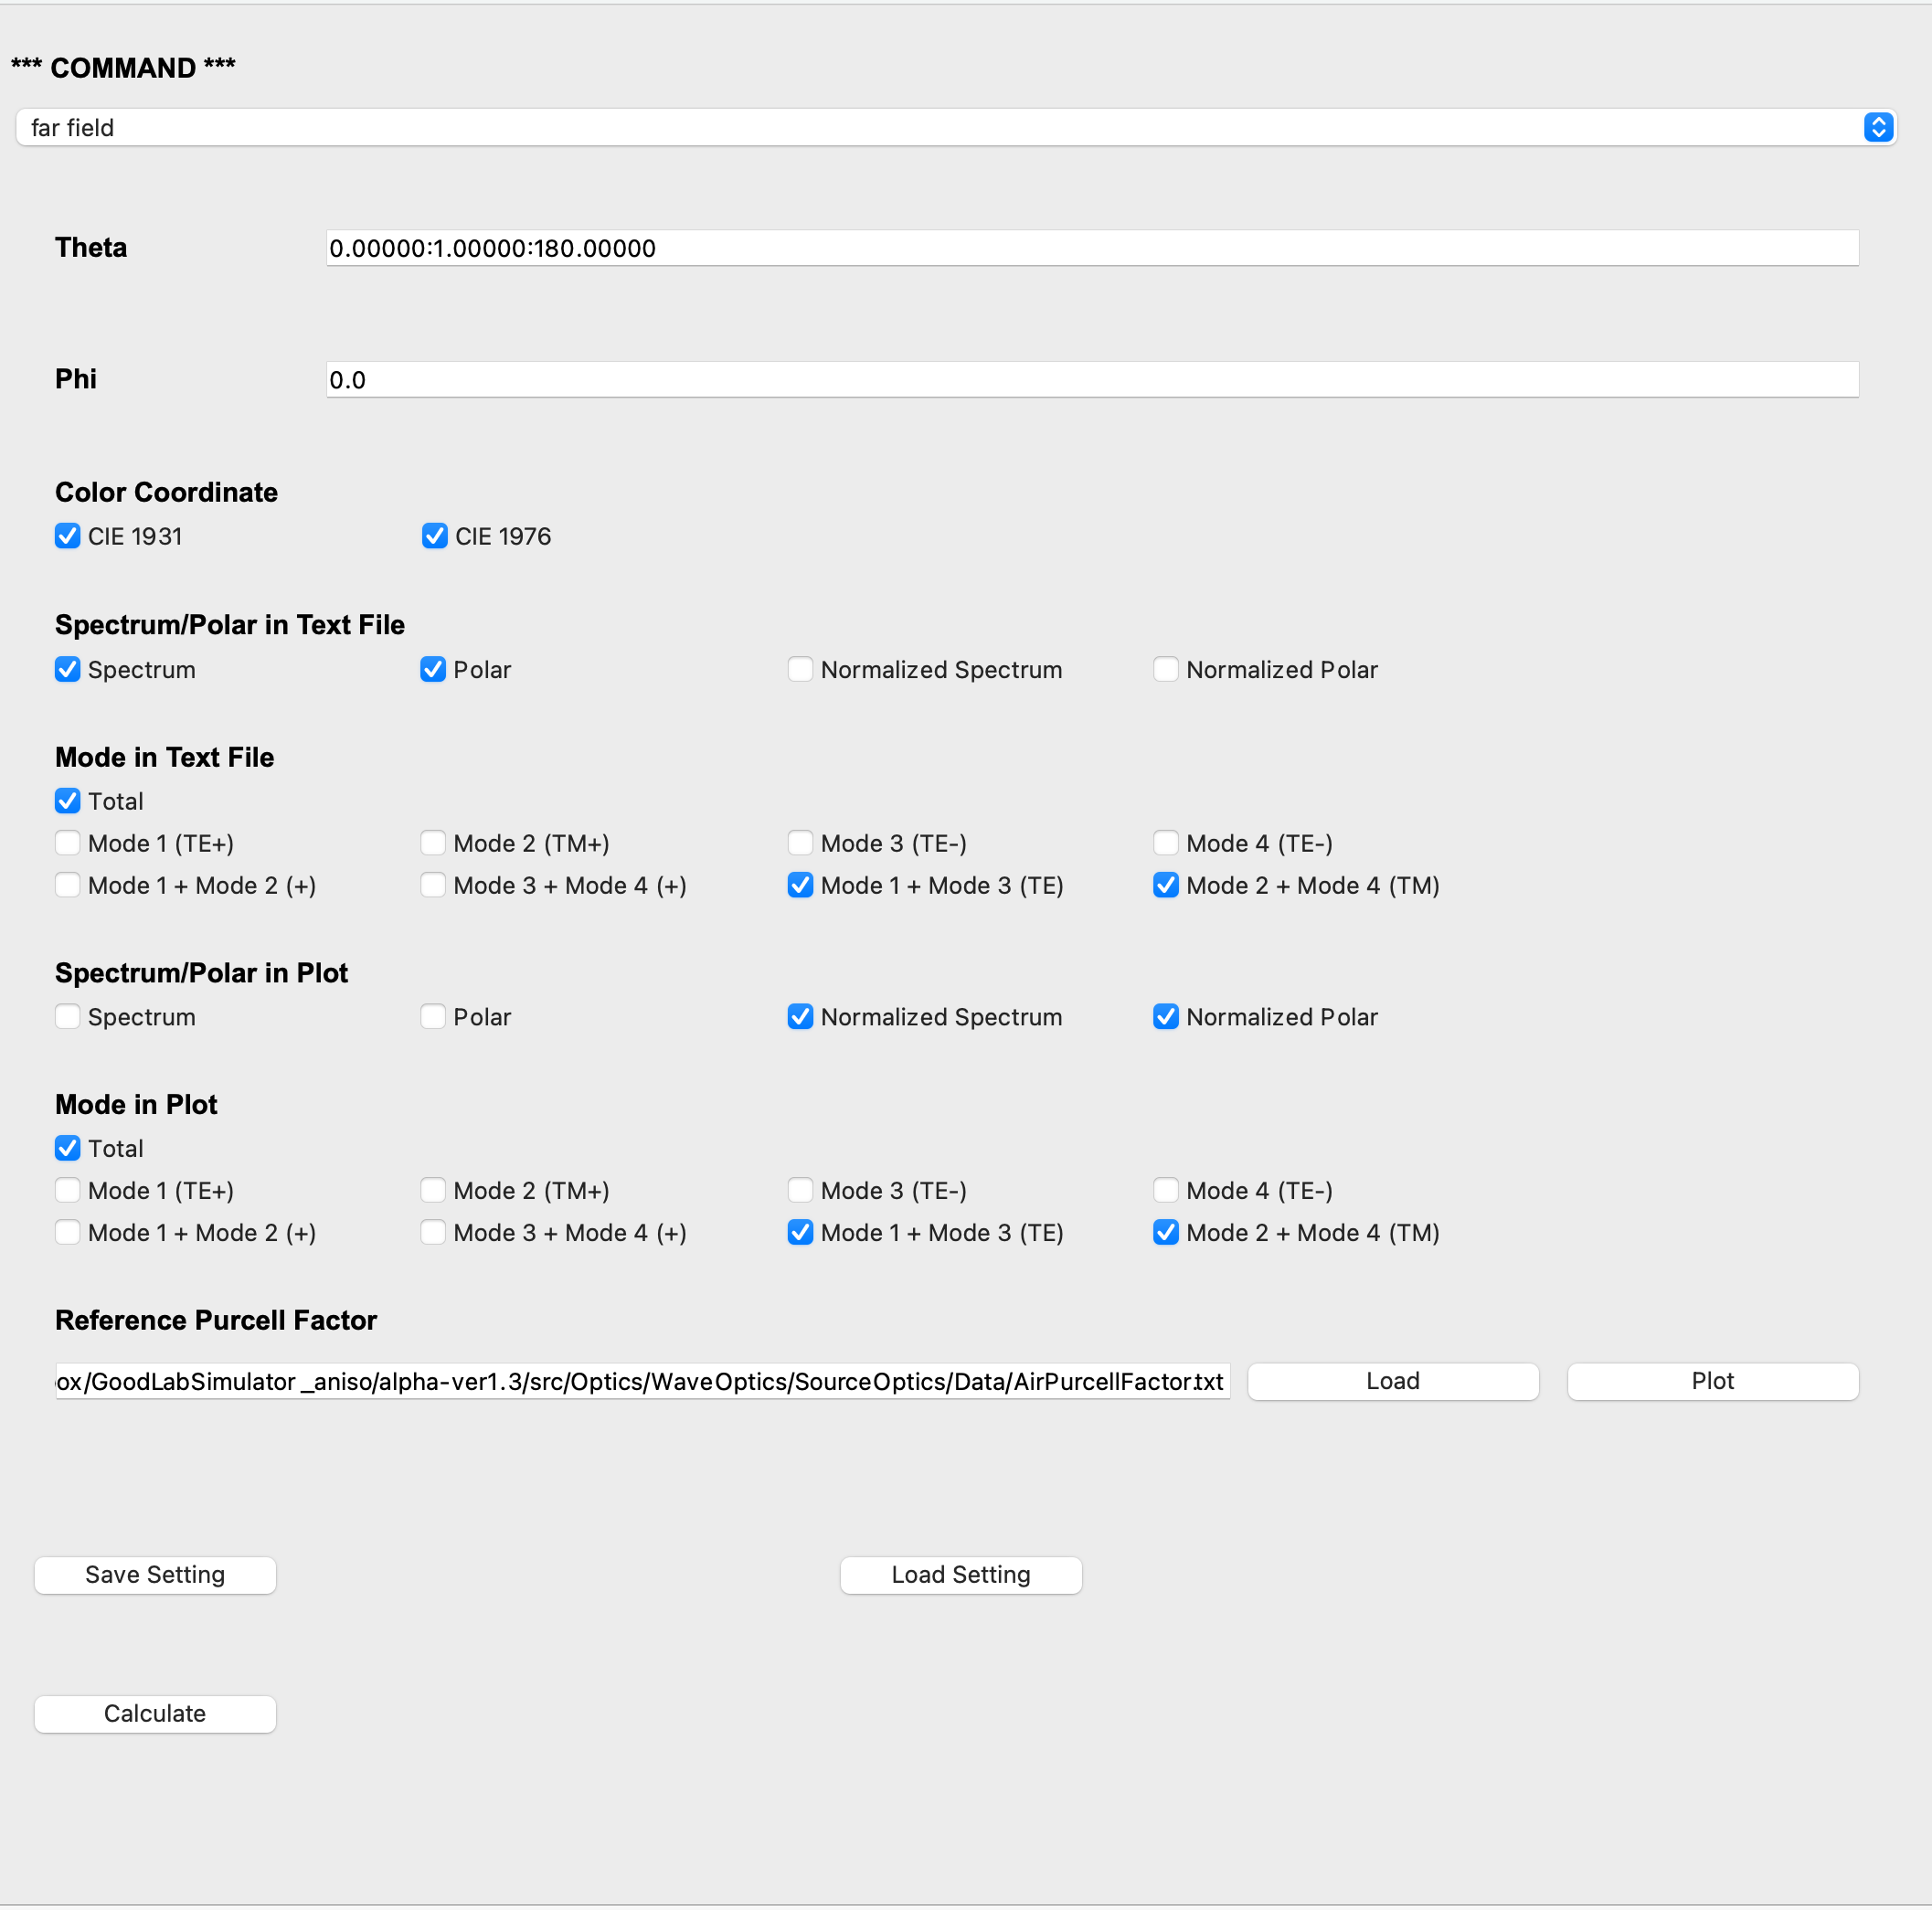 *** COMMAND ***
far field
Theta 0.00000:1.00000:180.00000
Phi 0.0
Color Coordinate
CIE 1931 CIE 1976
Spectrum/Polar in Text File
Spectrum Polar Normalized Spectrum Normalized Polar
Mode in Text File
Total
Mode 1 (TE+) Mode 2 (TM+) Mode 3 (TE-) Mode 4 (TE-)
Mode 1 + Mode 2 (+) Mode 3 + Mode 4 (+) Mode 1 + Mode 3 (TE) Mode 2 + Mode 4 (TM)
Spectrum/Polar in Plot
Spectrum Polar Normalized Spectrum Normalized Polar
Mode in Plot
Total
Mode 1 (TE+) Mode 2 (TM+) Mode 3 (TE-) Mode 4 (TE-)
Mode 1 + Mode 2 (+) Mode 3 + Mode 4 (+) Mode 1 + Mode 3 (TE) Mode 2 + Mode 4 (TM)
Reference Purcell Factor
ox/GoodLabSimulator_aniso/alpha-ver1.3/src/Optics/WaveOptics/SourceOptics/Data/AirPurcellFactor.txt Load Plot
Save Setting Load Setting
Calculate